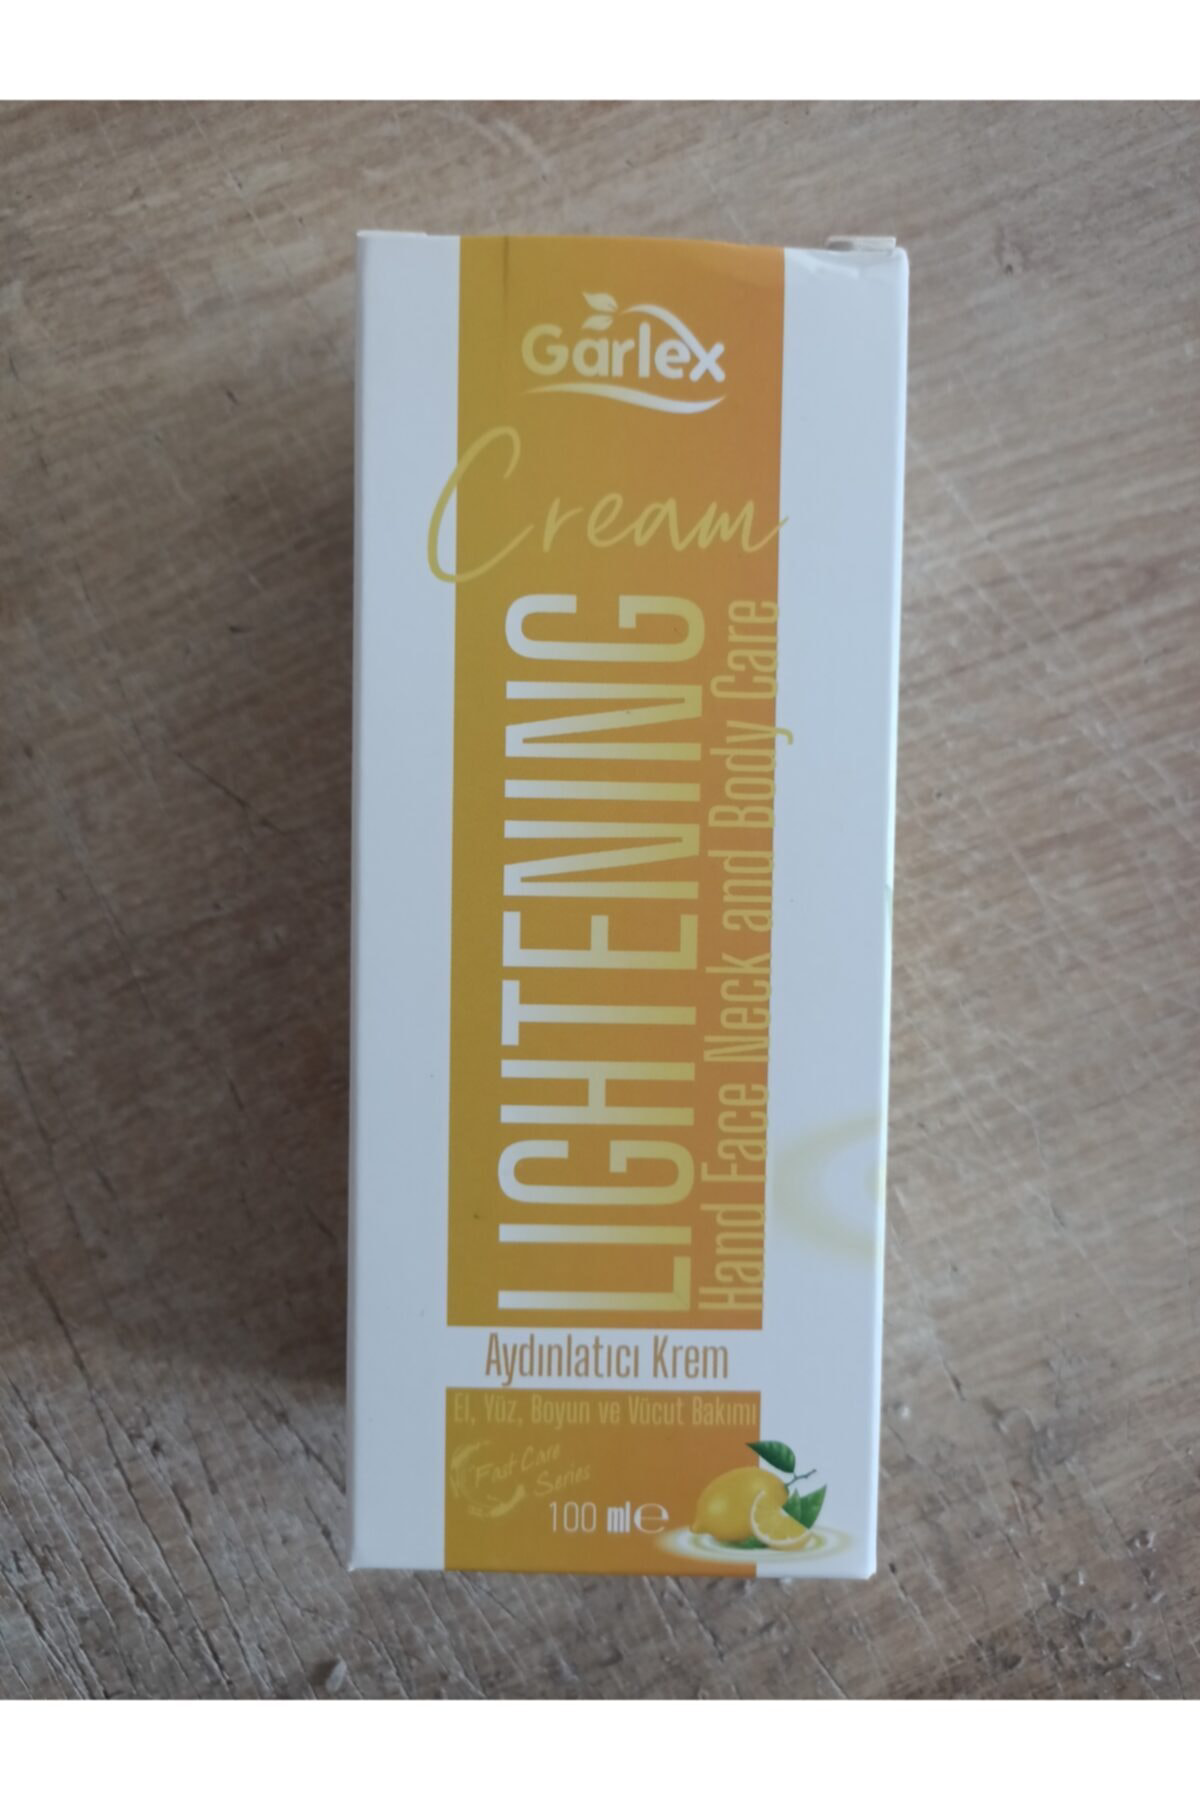 Garlex
Cream
LIGHTENING
Hand Face Neck and Body Care
Aydınlatıcı Krem
El, Yüz, Boyun ve Vücut Bakımı
Fast Care
Series
100 ml e